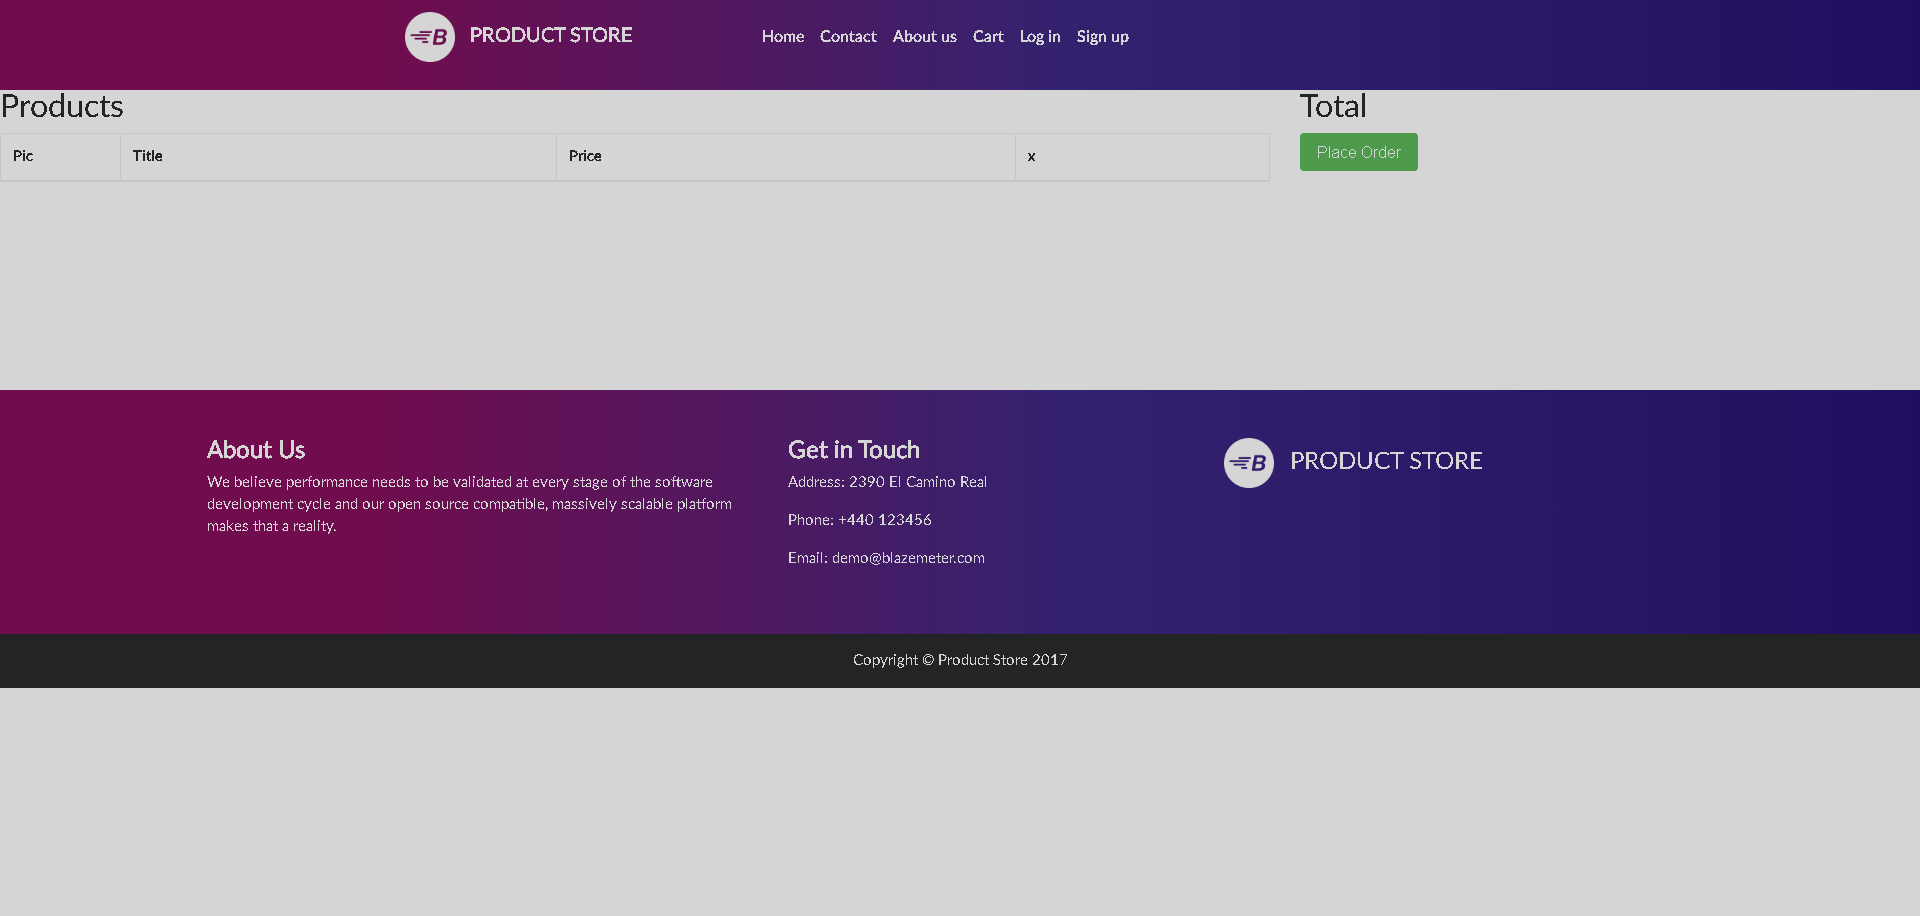 B PRODUCT STORE Home Contact About us Cart Log in Sign up
Products Total
Pic Title Price x
Place Order
About Us
We believe performance needs to be validated at every stage of the software
development cycle and our open source compatible, massively scalable platform
makes that a reality.
Get in Touch
Address: 2390 El Camino Real
Phone: +440 123456
Email: demo@blazemeter.com
B PRODUCT STORE
Copyright © Product Store 2017